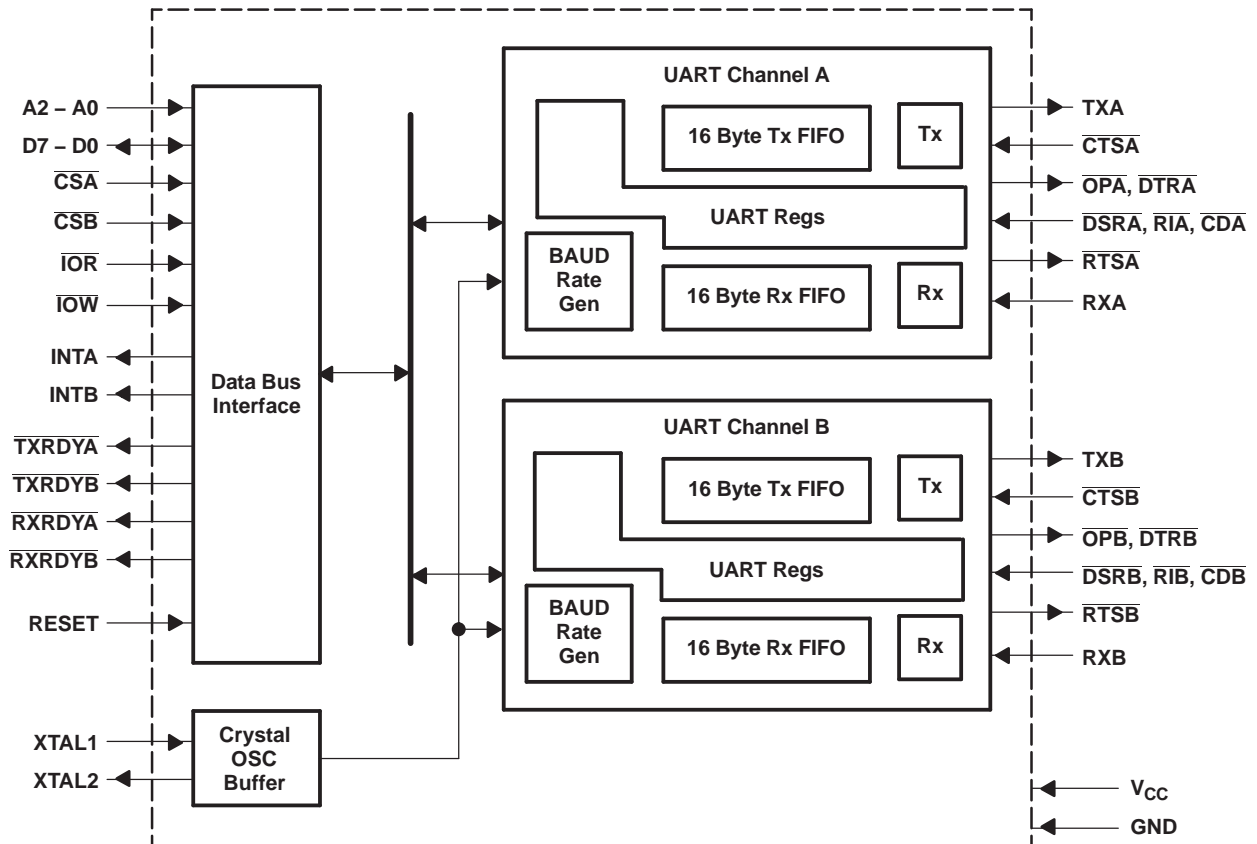 A2 – A0
D7 – D0
CSA
CSB
IOR
IOW
INTA
INTB
TXRDYA
TXRDYB
RXRDYA
RXRDYB
RESET
XTAL1
XTAL2
Data Bus
Interface
Crystal
OSC
Buffer
UART Channel A
16 Byte Tx FIFO
Tx
UART Regs
BAUD
Rate
Gen
16 Byte Rx FIFO
Rx
UART Channel B
16 Byte Tx FIFO
Tx
UART Regs
BAUD
Rate
Gen
16 Byte Rx FIFO
Rx
TXA
CTSA
OPA, DTRA
DSRA, RIA, CDA
RTSA
RXA
TXB
CTSB
OPB, DTRB
DSRB, RIB, CDB
RTSB
RXB
VCC
GND